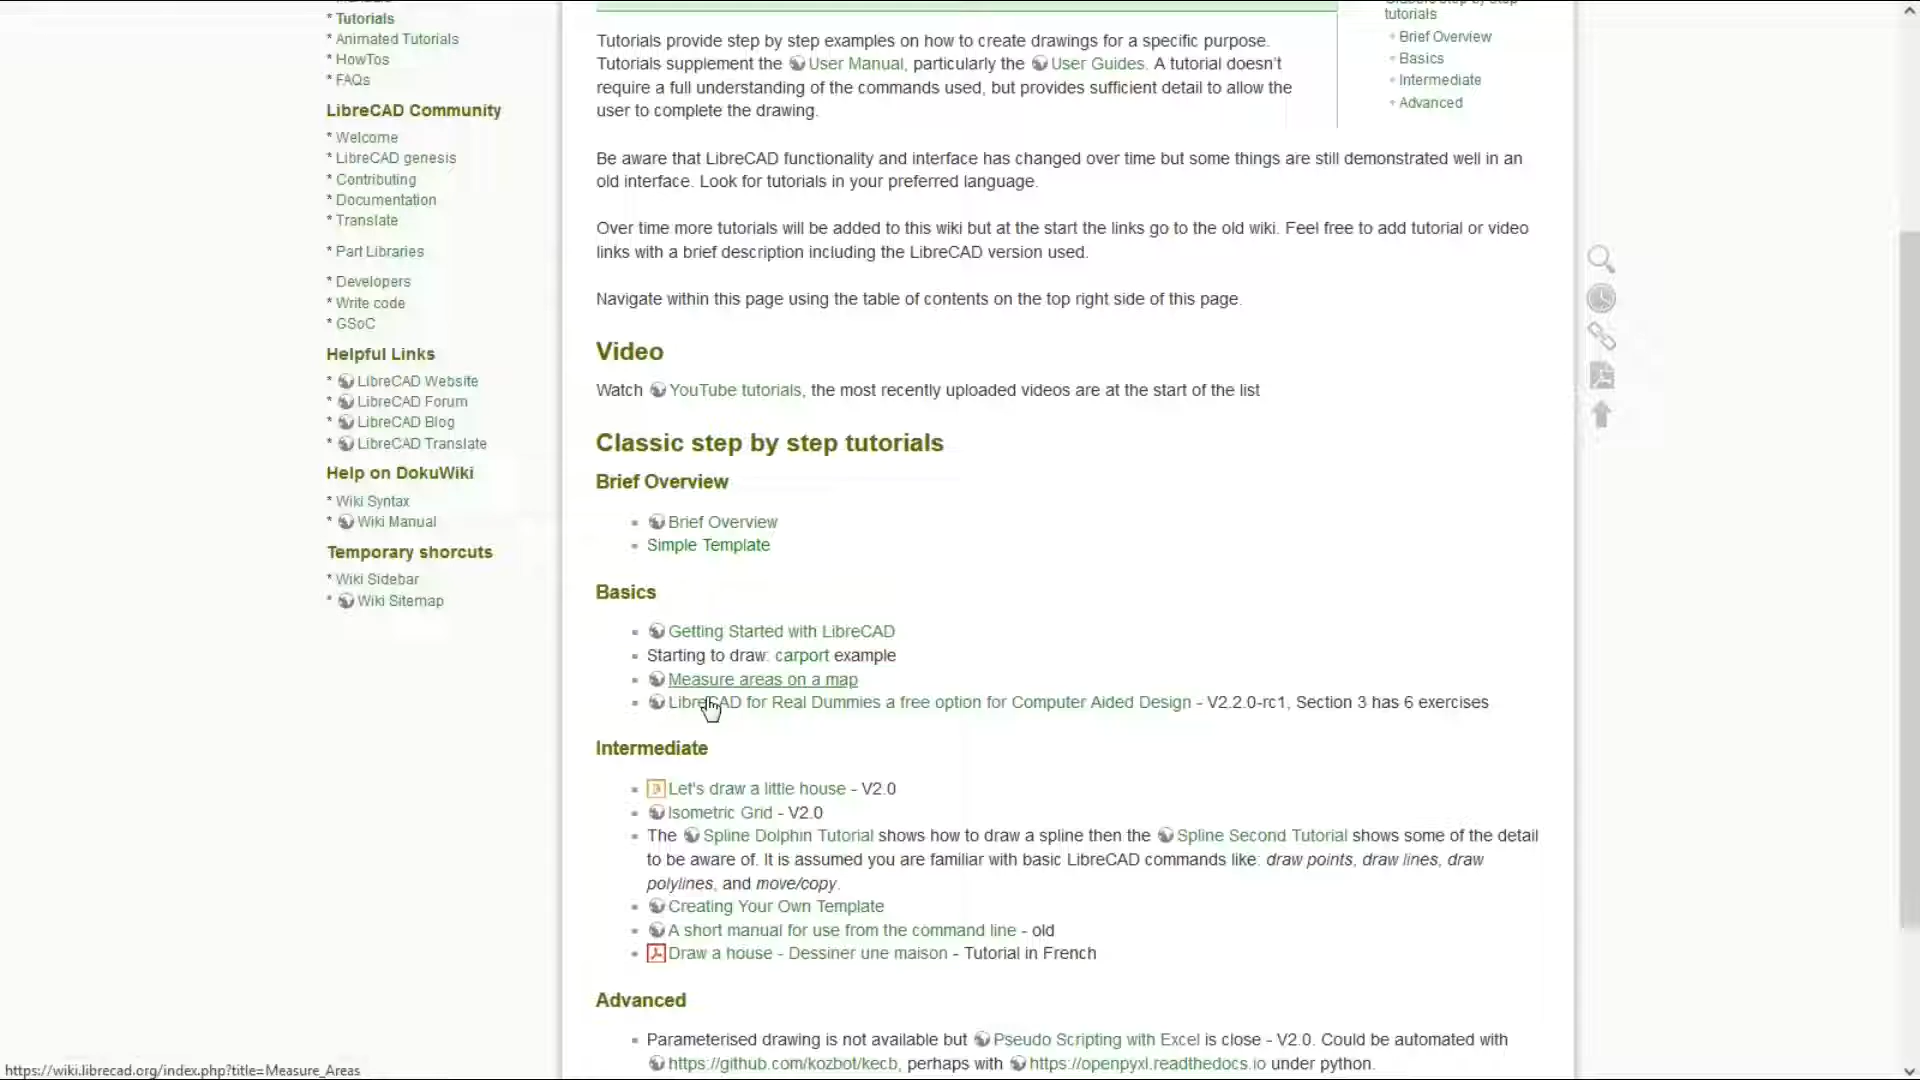 * Tutorials
* Animated Tutorials
* HowTos
* FAQs
LibreCAD Community
* Welcome
* LibreCAD genesis
* Contributing
* Documentation
* Translate
* Part Libraries
* Developers
* Write code
* GSoC
Helpful Links
* LibreCAD Website
* LibreCAD Forum
* LibreCAD Blog
* LibreCAD Translate
Help on DokuWiki
* Wiki Syntax
* Wiki Manual
Temporary shorcuts
* Wiki Sidebar
* Wiki Sitemap
Tutorials provide step by step examples on how to create drawings for a specific purpose.
Tutorials supplement the User Manual, particularly the User Guides. A tutorial doesn't
require a full understanding of the commands used, but provides sufficient detail to allow the
user to complete the drawing.
Be aware that LibreCAD functionality and interface has changed over time but some things are still demonstrated well in an
old interface. Look for tutorials in your preferred language.
Over time more tutorials will be added to this wiki but at the start the links go to the old wiki. Feel free to add tutorial or video
links with a brief description including the LibreCAD version used.
Navigate within this page using the table of contents on the top right side of this page.
Video
Watch YouTube tutorials, the most recently uploaded videos are at the start of the list
Classic step by step tutorials
Brief Overview
Brief Overview
Simple Template
Basics
Getting Started with LibreCAD
Starting to draw: carport example
Measure areas on a map
LibreCAD for Real Dummies a free option for Computer Aided Design - V2.2.0-rc1, Section 3 has 6 exercises
Intermediate
Let's draw a little house - V2.0
Isometric Grid - V2.0
The Spline Dolphin Tutorial shows how to draw a spline then the Spline Second Tutorial shows some of the detail
to be aware of. It is assumed you are familiar with basic LibreCAD commands like: draw points, draw lines, draw
polylines, and move/copy.
Creating Your Own Template
A short manual for use from the command line - old
Draw a house - Dessiner une maison - Tutorial in French
Advanced
Parameterised drawing is not available but Pseudo Scripting with Excel is close - V2.0. Could be automated with
https://github.com/kozbot/kecb, perhaps with https://openpyxl.readthedocs.io under python.
tutorials
Brief Overview
Basics
Intermediate
Advanced
https://wiki.librecad.org/index.php?title=Measure_Areas